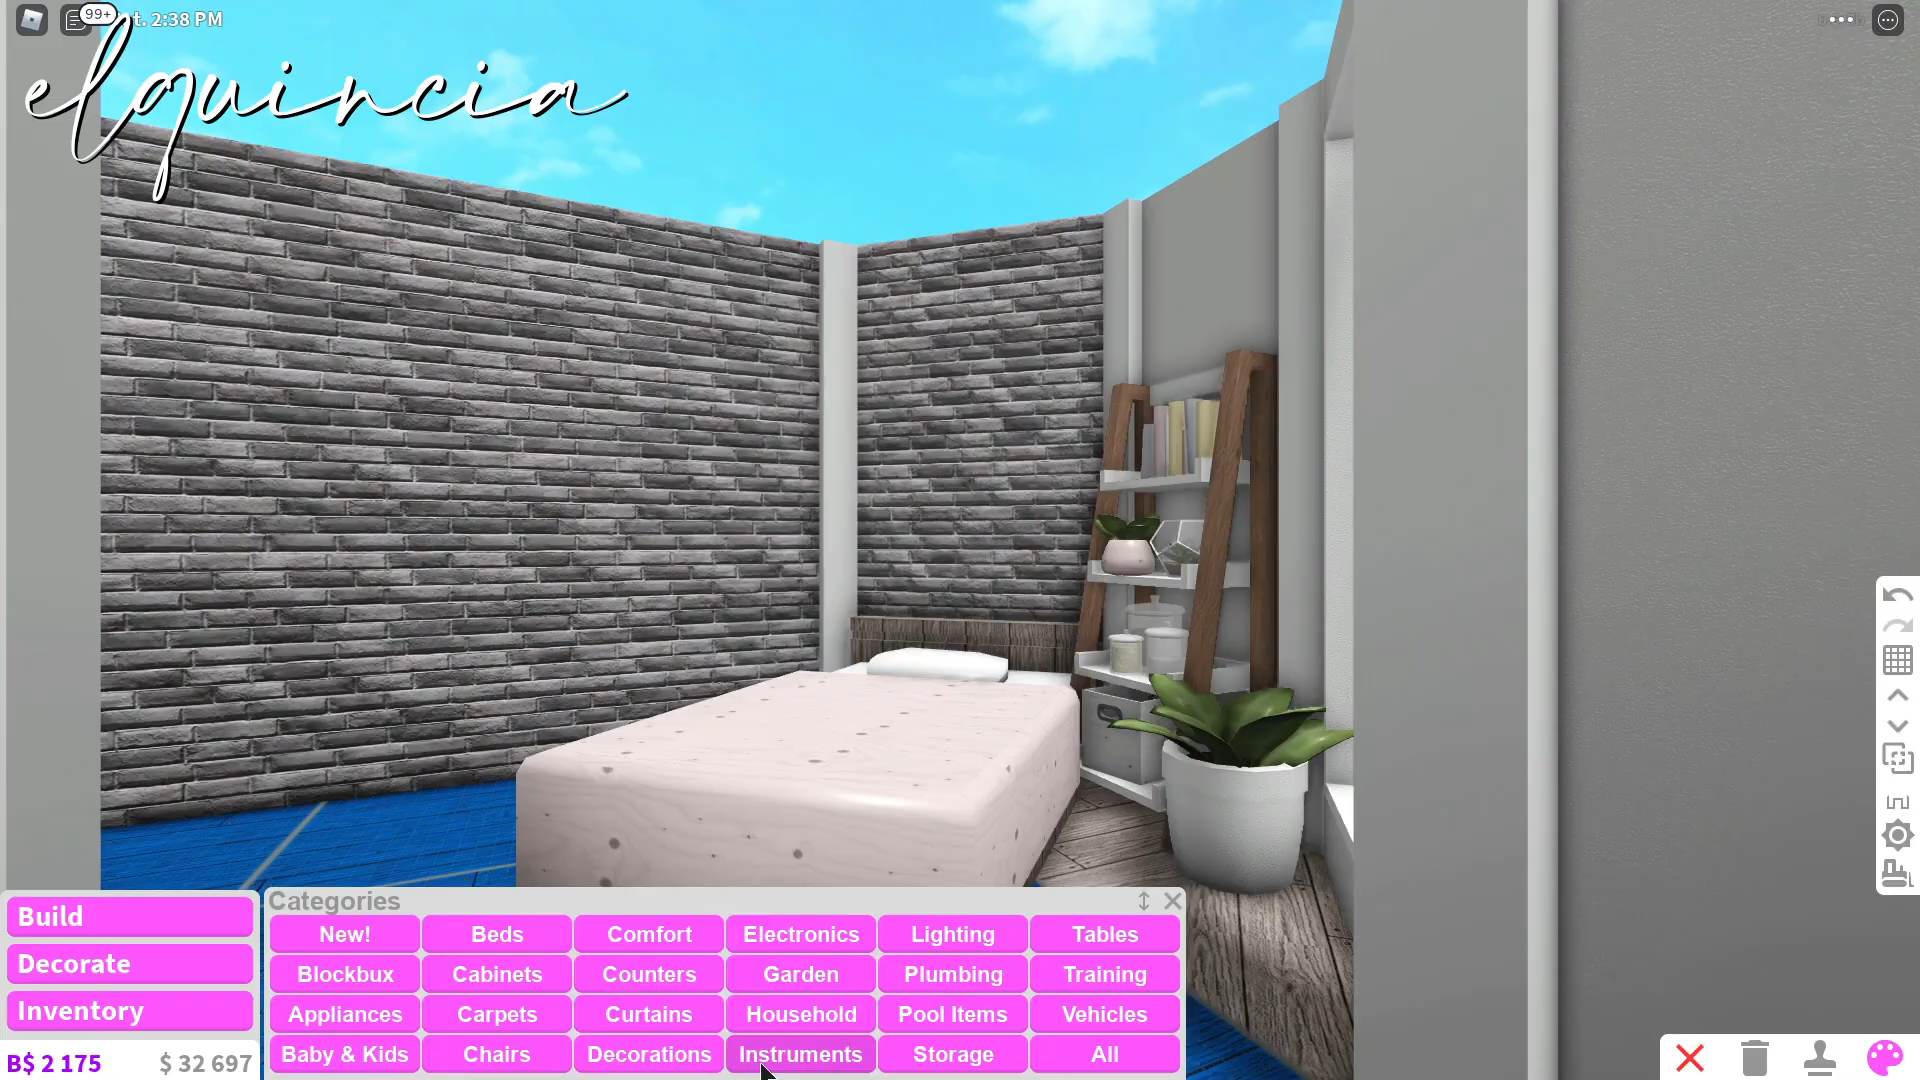 99+
t. 2:38 PM
elquincia
Categories
Build
Decorate
Inventory
B$ 2 175 $ 32 697
New! Beds Comfort Electronics Lighting Tables
Blockbux Cabinets Counters Garden Plumbing Training
Appliances Carpets Curtains Household Pool Items Vehicles
Baby & Kids Chairs Decorations Instruments Storage All